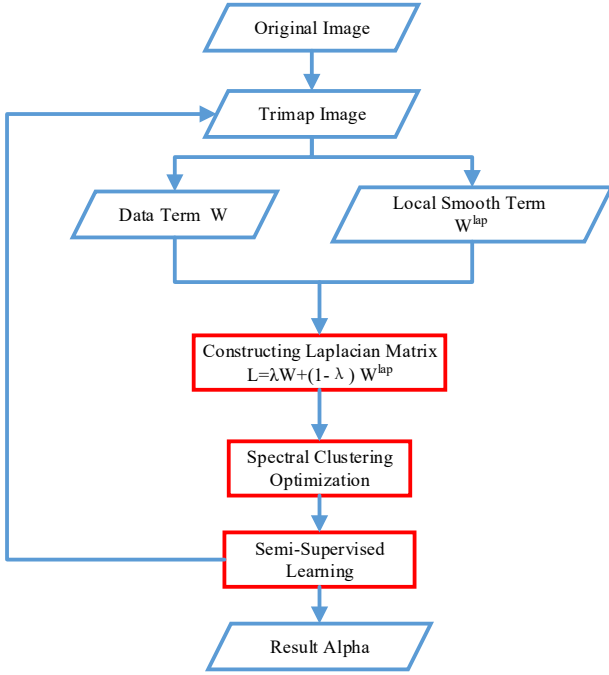 Original Image
Trimap Image
Data Term W
Local Smooth Term
W^lap
Constructing Laplacian Matrix
L=λW+(1-λ) W^lap
Spectral Clustering
Optimization
Semi-Supervised
Learning
Result Alpha